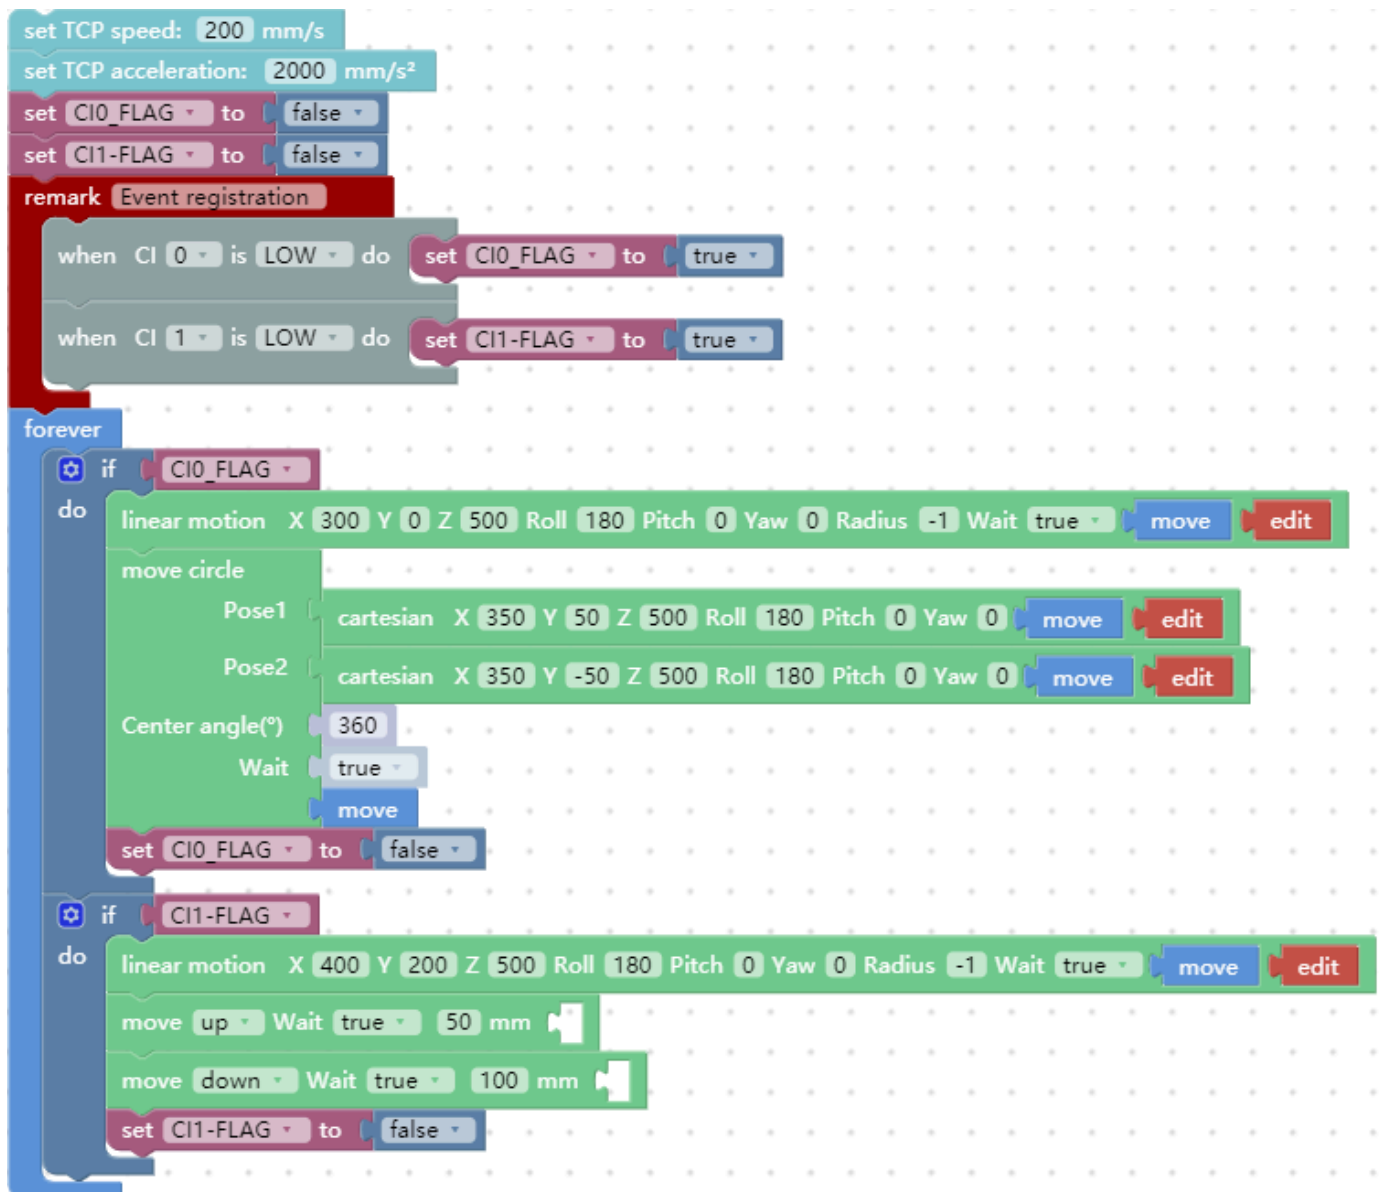 set TCP speed: 200 mm/s
set TCP acceleration: 2000 mm/s²
set CI0_FLAG to false
set CI1-FLAG to false
remark Event registration
when CI 0 is LOW do set CI0_FLAG to true
when CI 1 is LOW do set CI1-FLAG to true
forever
if CI0_FLAG
do
linear motion X 300 Y 0 Z 500 Roll 180 Pitch 0 Yaw 0 Radius -1 Wait true move edit
move circle
Pose1 cartesian X 350 Y 50 Z 500 Roll 180 Pitch 0 Yaw 0 move edit
Pose2 cartesian X 350 Y -50 Z 500 Roll 180 Pitch 0 Yaw 0 move edit
Center angle(°) 360
Wait true
move
set CI0_FLAG to false
if CI1-FLAG
do
linear motion X 400 Y 200 Z 500 Roll 180 Pitch 0 Yaw 0 Radius -1 Wait true move edit
move up Wait true 50 mm
move down Wait true 100 mm
set CI1-FLAG to false